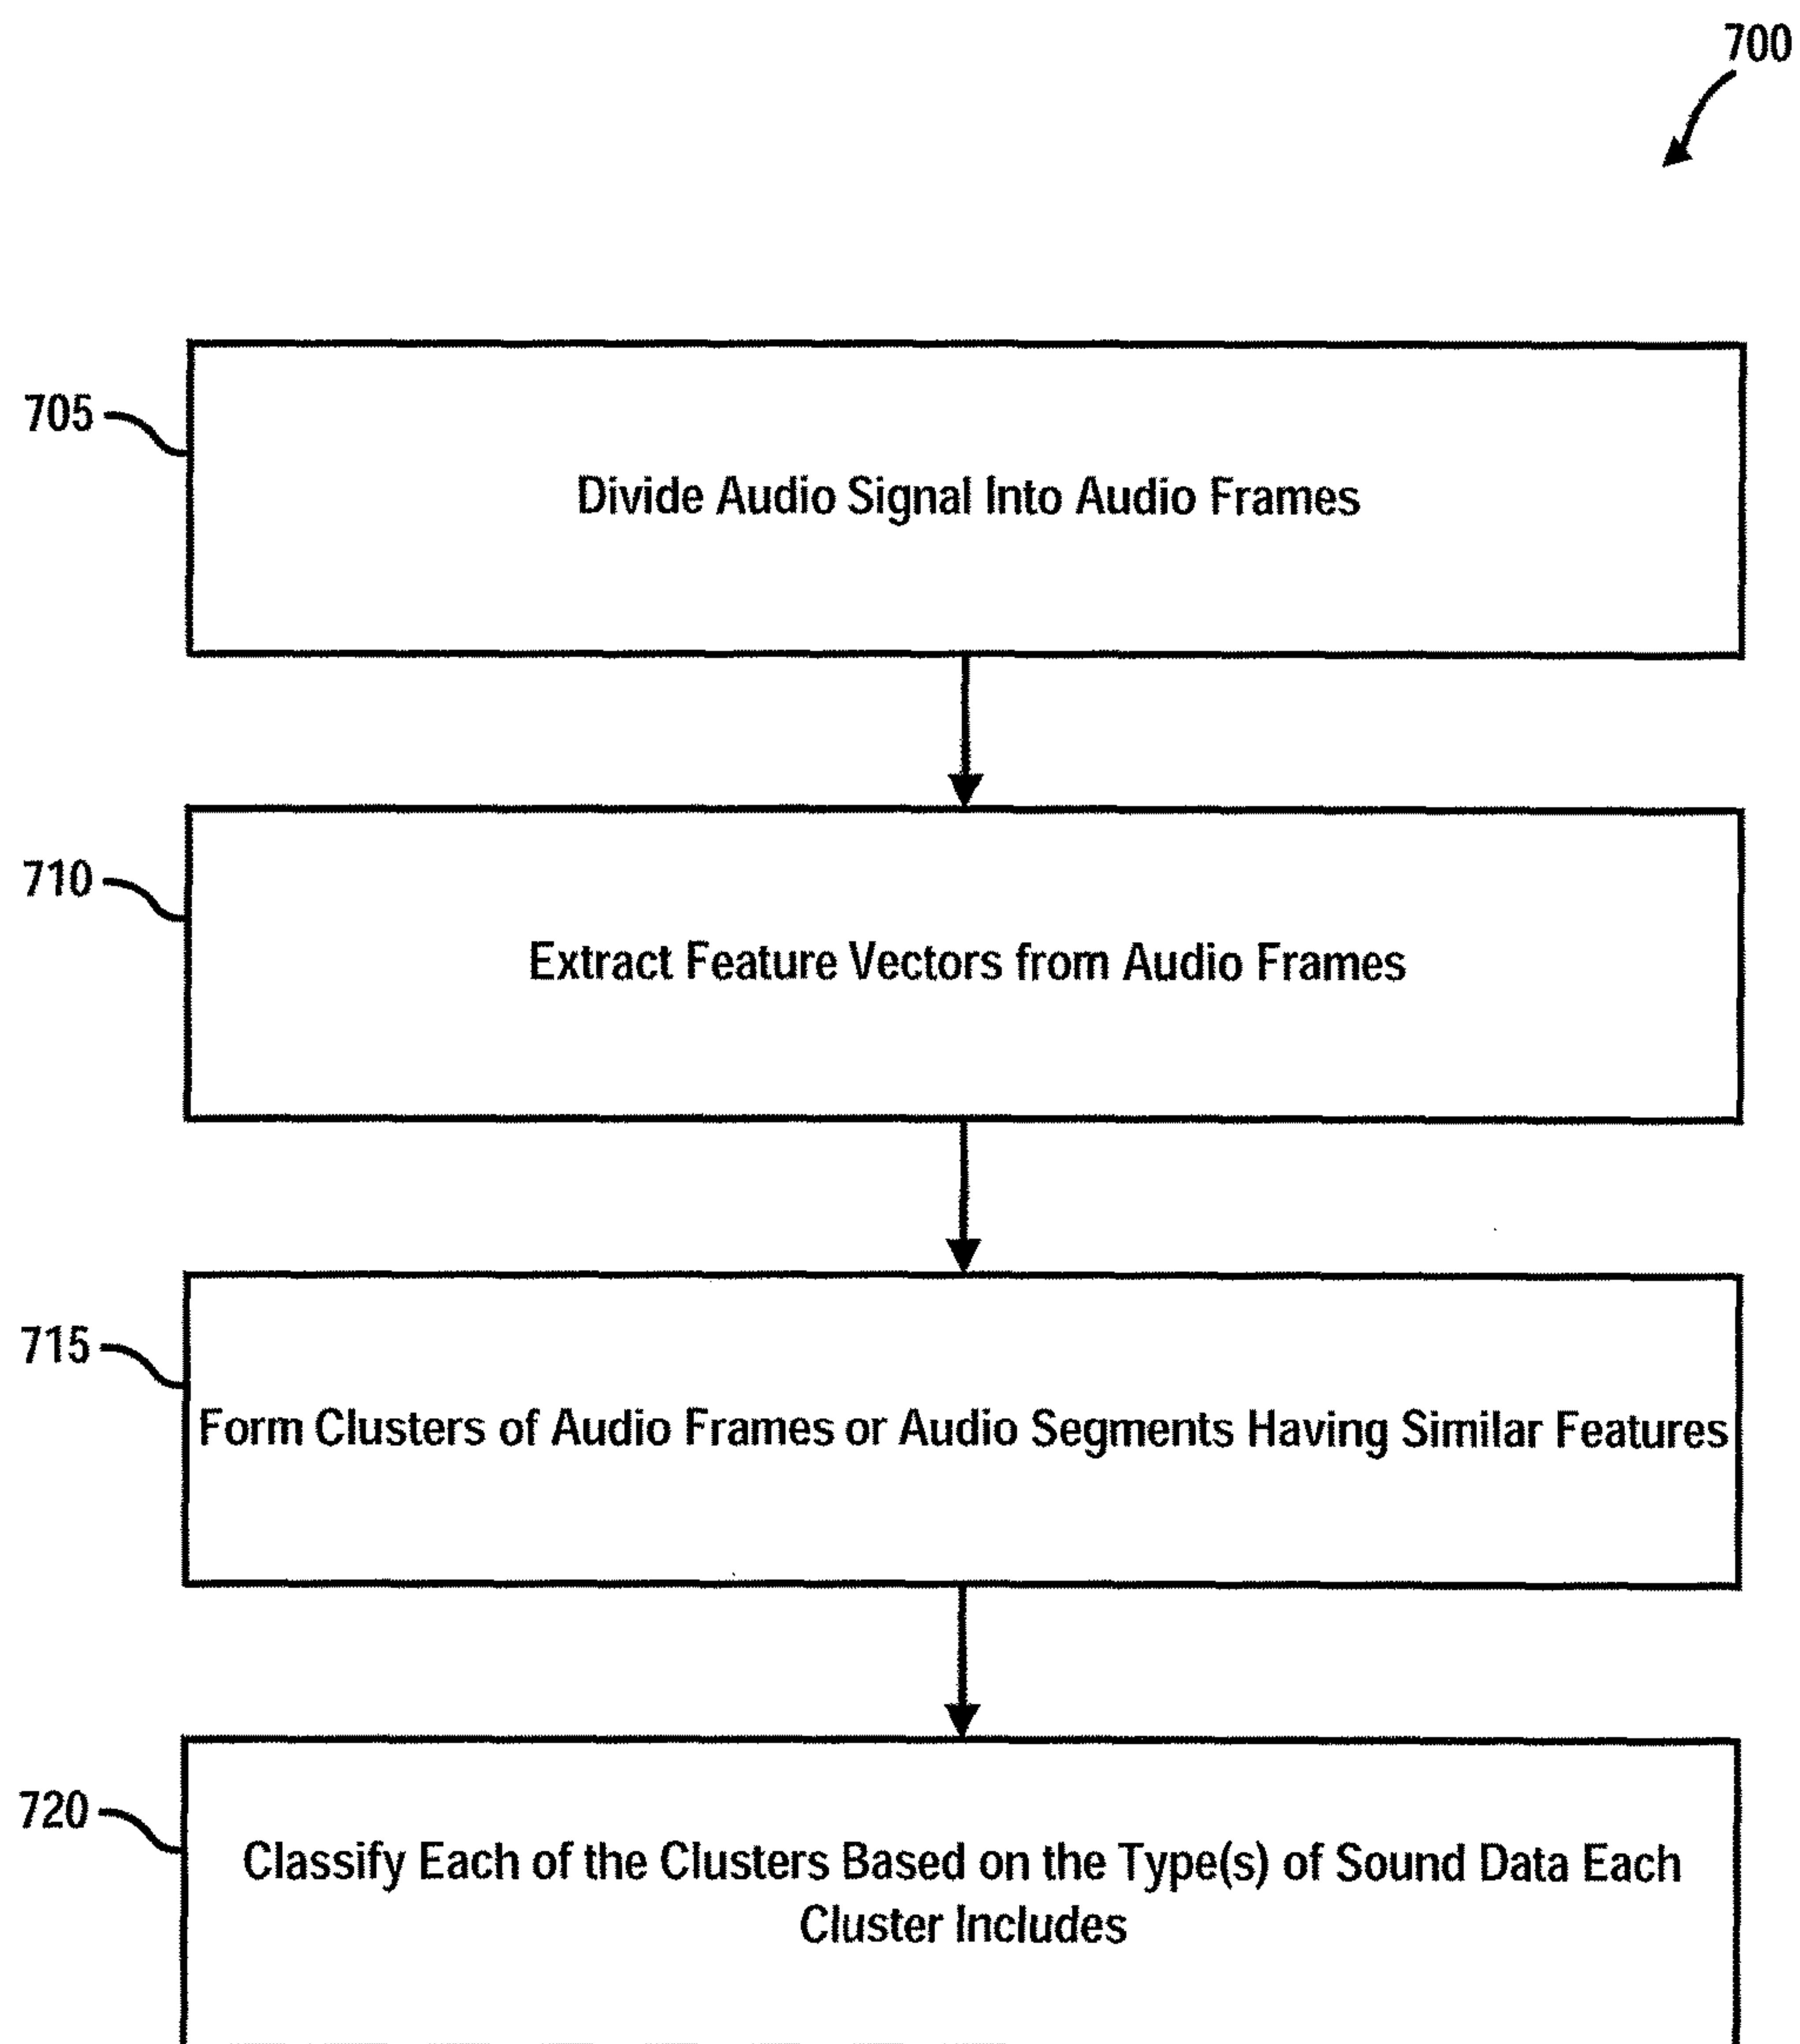 700
705
Divide Audio Signal Into Audio Frames
710
Extract Feature Vectors from Audio Frames
715
Form Clusters of Audio Frames or Audio Segments Having Similar Features
720
Classify Each of the Clusters Based on the Type(s) of Sound Data Each
Cluster Includes